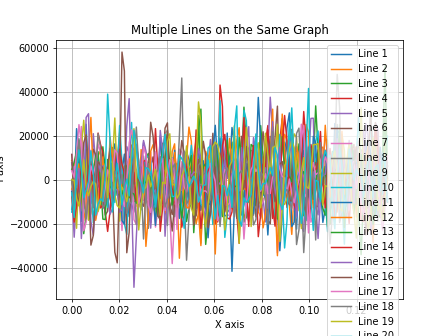 Multiple Lines on the Same Graph
60000
40000
20000
0
−20000
−40000
0.00
0.02
0.04
0.06
0.08
0.10
X axis
Line 1
Line 2
Line 3
Line 4
Line 5
Line 6
Line 7
Line 8
Line 9
Line 10
Line 11
Line 12
Line 13
Line 14
Line 15
Line 16
Line 17
Line 18
Line 19
Line 20